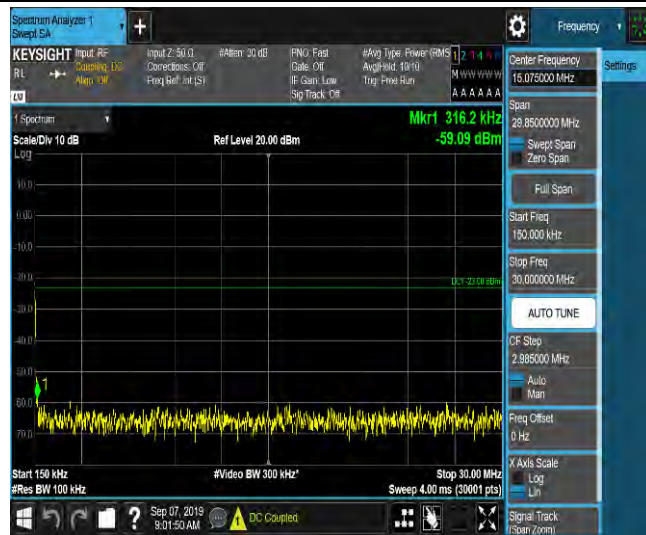 Spectrum Analyzer 1
Swept SA
+
Frequency
KEYSIGHT
Input: RF
Coupling: DC
Align: Off
Input Z: 50 Ω
Corrections: Off
Freq Ref: Int (S)
#Atten: 30 dB
PNO: Fast
Gate: Off
IF Gain: Low
Sig Track: Off
#Avg Type: Power (RMS
Avg|Hold: 10/10
Trig: Free Run
A A A A A A
RL
LXI
1 Spectrum
Scale/Div 10 dB
Ref Level 20.00 dBm
Mkr1 316.2 kHz
-59.09 dBm
Log
10.0
0.00
-10.0
-20.0
DL1 -23.00 dBm
-30.0
-40.0
-50.0
1
-60.0
-70.0
Start 150 kHz
#Video BW 300 kHz*
Stop 30.00 MHz
#Res BW 100 kHz
Sweep 4.00 ms (30001 pts)
Sep 07, 2019
9:01:50 AM
DC Coupled
Center Frequency
15.075000 MHz
Settings
Span
29.8500000 MHz
Swept Span
Zero Span
Full Span
Start Freq
150.000 kHz
Stop Freq
30.000000 MHz
AUTO TUNE
CF Step
2.985000 MHz
Auto
Man
Freq Offset
0 Hz
X Axis Scale
Log
Lin
Signal Track
(Span Zoom)